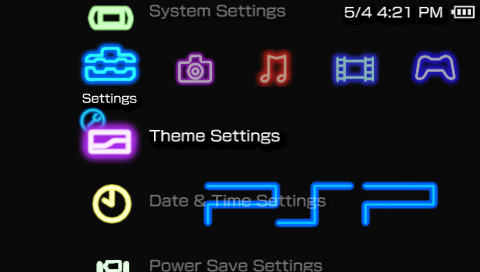 System Settings
5/4 4:21 PM
Settings
Theme Settings
Date & Time Settings
PSP
Power Save Settings